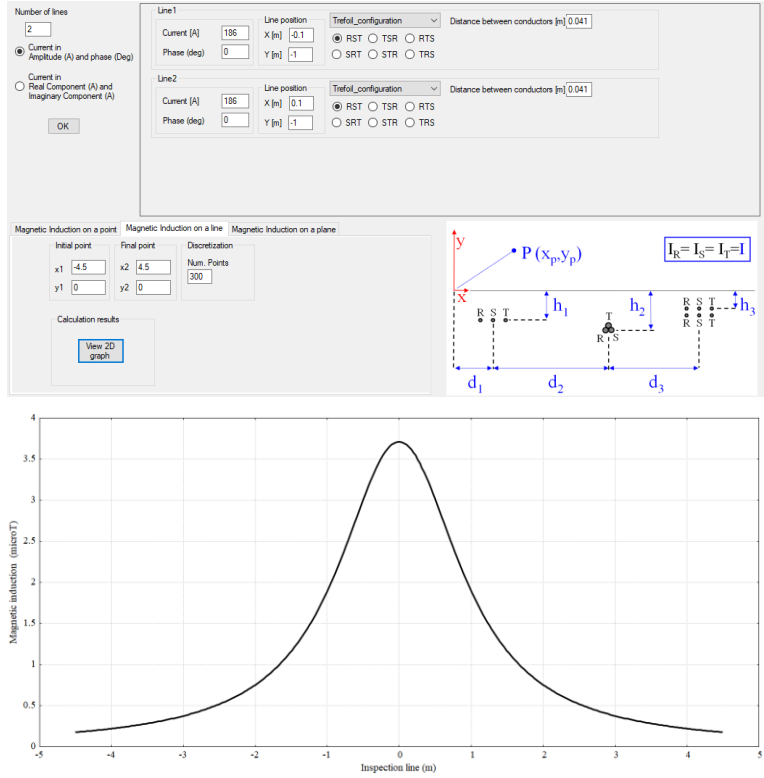 Number of lines
2
Current in
Amplitude (A) and phase (Deg)
Current in
Real Component (A) and
Imaginary Component (A)
OK
Line1
Current [A] 186
Phase (deg) 0
Line position
X [m] -0.1
Y [m] -1
Trefoil_configuration
RST TSR RTS
SRT STR TRS
Distance between conductors [m] 0.041
Line2
Current [A] 186
Phase (deg) 0
Line position
X [m] 0.1
Y [m] -1
Trefoil_configuration
RST TSR RTS
SRT STR TRS
Distance between conductors [m] 0.041
Magnetic Induction on a point Magnetic Induction on a line Magnetic Induction on a plane
Initial point
x1 -4.5
y1 0
Final point
x2 4.5
y2 0
Discretization
Num. Points
300
Calculation results
View 2D
graph
y
P (xp,yp)
IR= IS= IT=I
x
R S T
h1
T
R S
h2
R S T
R S T
h3
d1 d2 d3
4
3.5
3
2.5
2
1.5
1
0.5
0
Magnetic induction (microT)
-5 -4 -3 -2 -1 0 1 2 3 4 5
Inspection line (m)